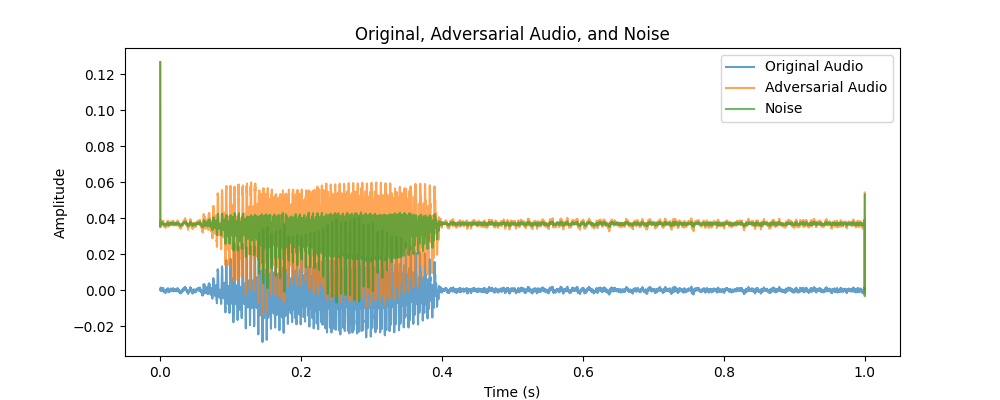 Original, Adversarial Audio, and Noise
Original Audio
Adversarial Audio
Noise
Amplitude
0.12
0.10
0.08
0.06
0.04
0.02
0.00
−0.02
0.0 0.2 0.4 0.6 0.8 1.0
Time (s)